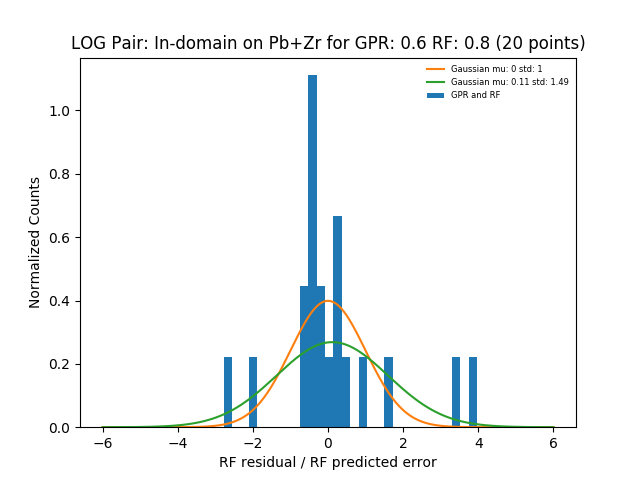 LOG Pair: In-domain on Pb+Zr for GPR: 0.6 RF: 0.8 (20 points)
Gaussian mu: 0 std: 1
Gaussian mu: 0.11 std: 1.49
GPR and RF
Normalized Counts
1.0
0.8
0.6
0.4
0.2
0.0
−6 −4 −2 0 2 4 6
RF residual / RF predicted error